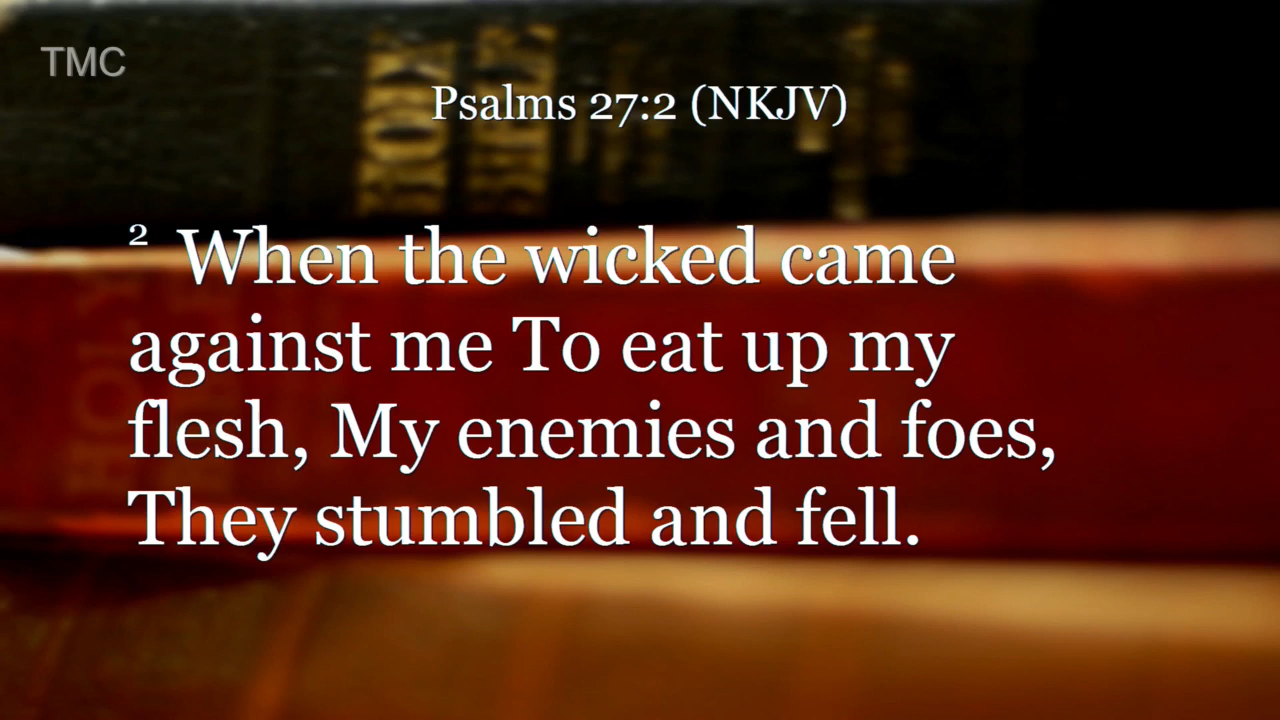 TMC
Psalms 27:2 (NKJV)
2 When the wicked came
against me To eat up my
flesh, My enemies and foes,
They stumbled and fell.